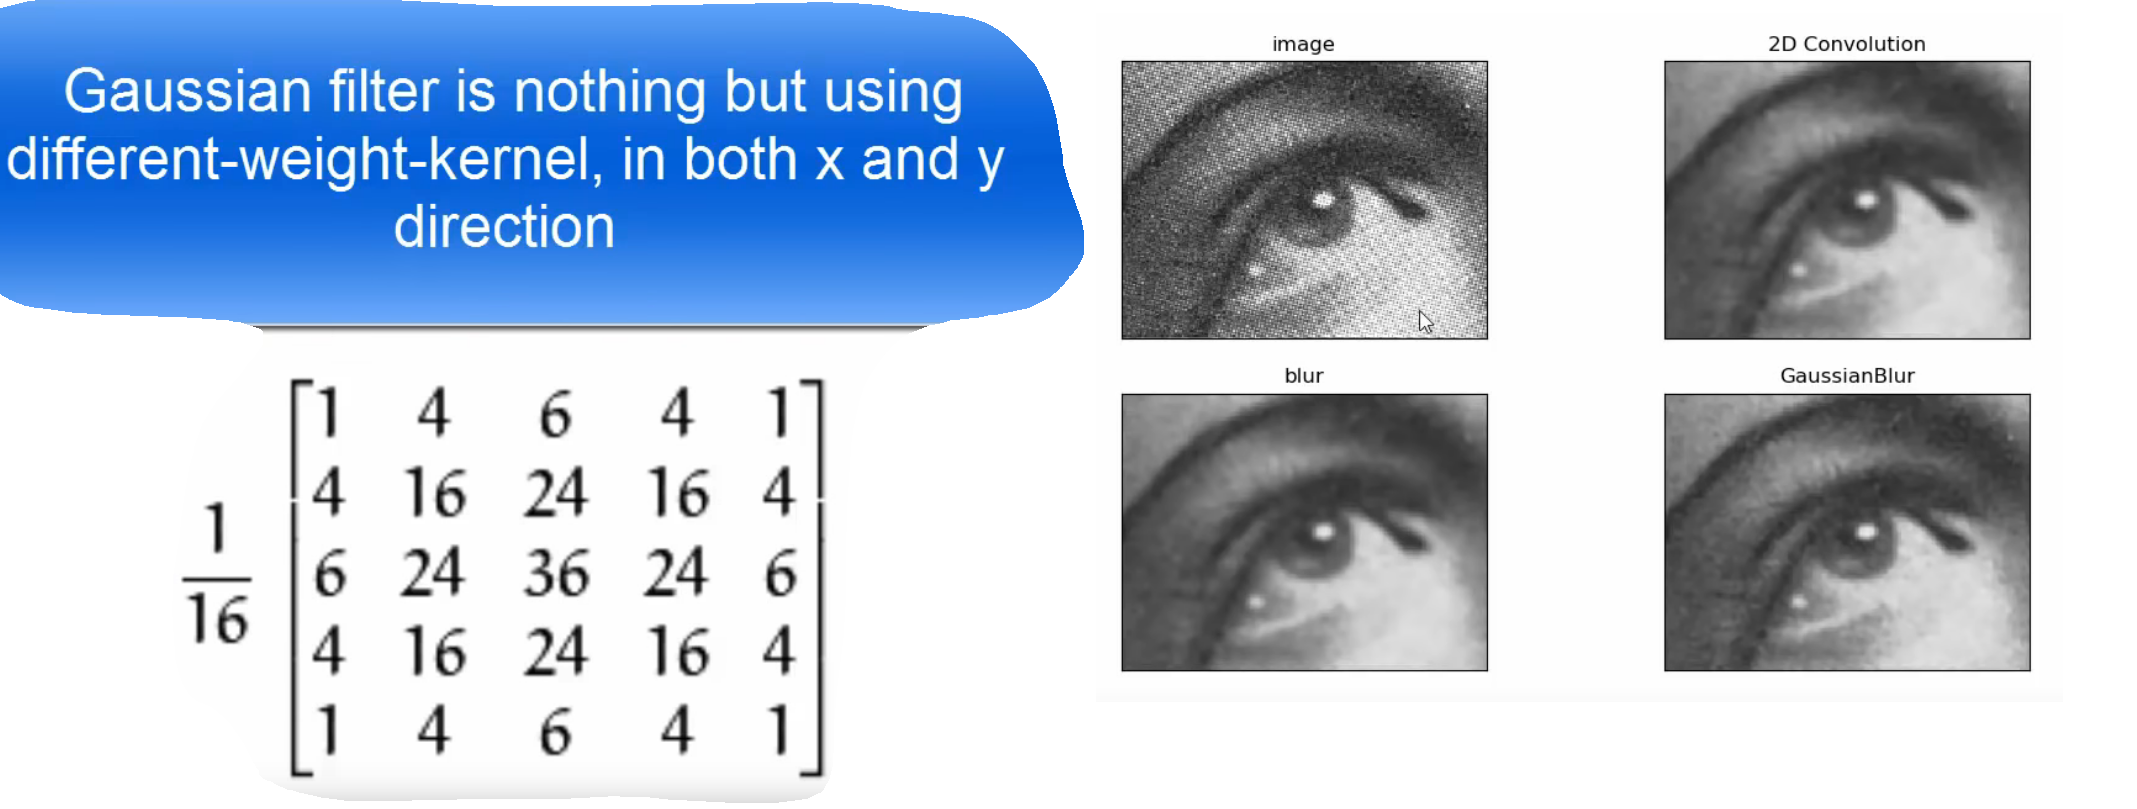 Gaussian filter is nothing but using
different-weight-kernel, in both x and y
direction
1
16
1 4 6 4 1
4 16 24 16 4
6 24 36 24 6
4 16 24 16 4
1 4 6 4 1
image
2D Convolution
blur
GaussianBlur